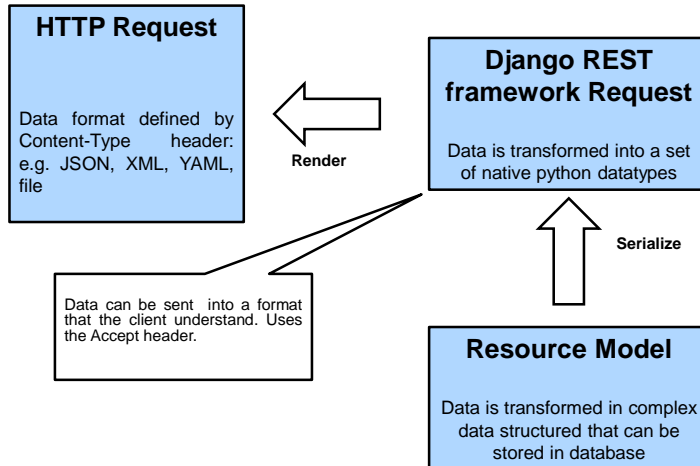 HTTP Request
Data format defined by
Content-Type header:
e.g. JSON, XML, YAML,
file
Render
Django REST
framework Request
Data is transformed into a set
of native python datatypes
Serialize
Data can be sent into a format
that the client understand. Uses
the Accept header.
Resource Model
Data is transformed in complex
data structured that can be
stored in database